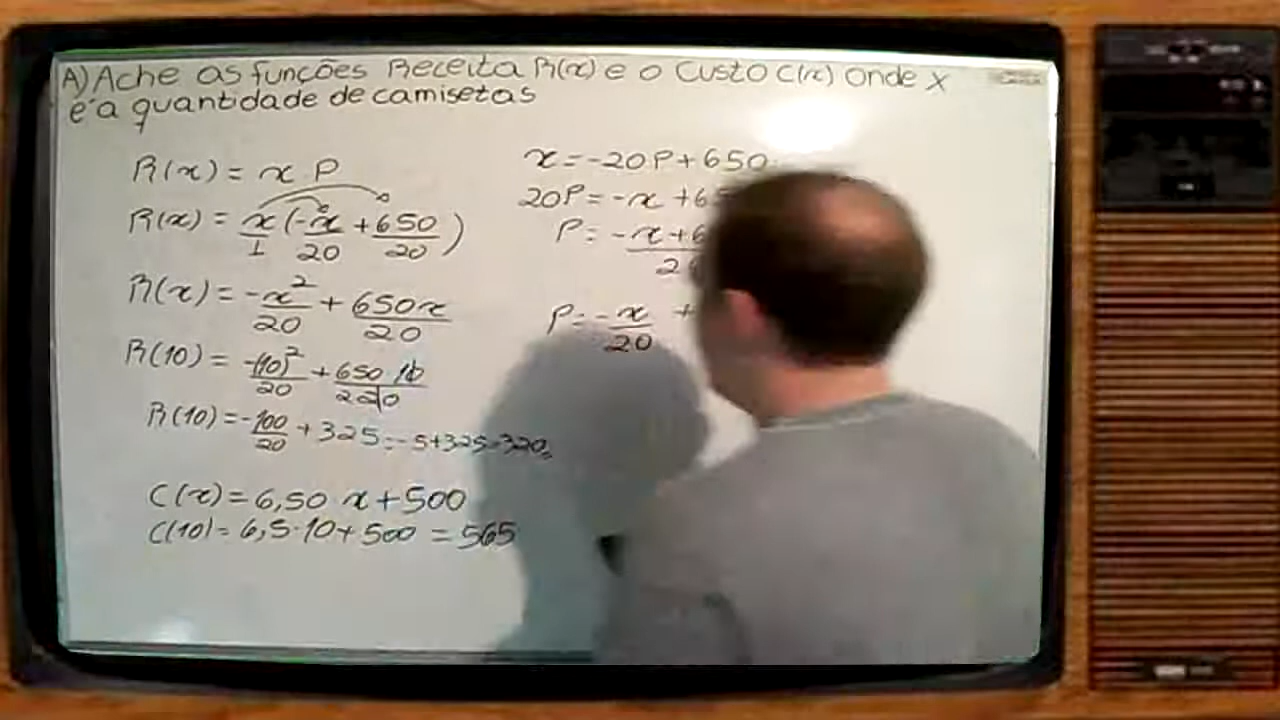 A) Ache as funções Receita R(x) e o Custo C(x) onde x
é a quantidade de camisetas
R(x) = x.P
R(x) = x/1 (-x/20 + 650/20)
R(x) = -x²/20 + 650x/20
R(10) = -(10)²/20 + 650.10/20
R(10) = -100/20 + 325 = -5+325=320
C(x) = 6,50 x + 500
C(10) = 6,5.10 + 500 = 565
x = -20P + 650
20P = -x + 6
P = -x + 6 / 2
P = -x/20 +